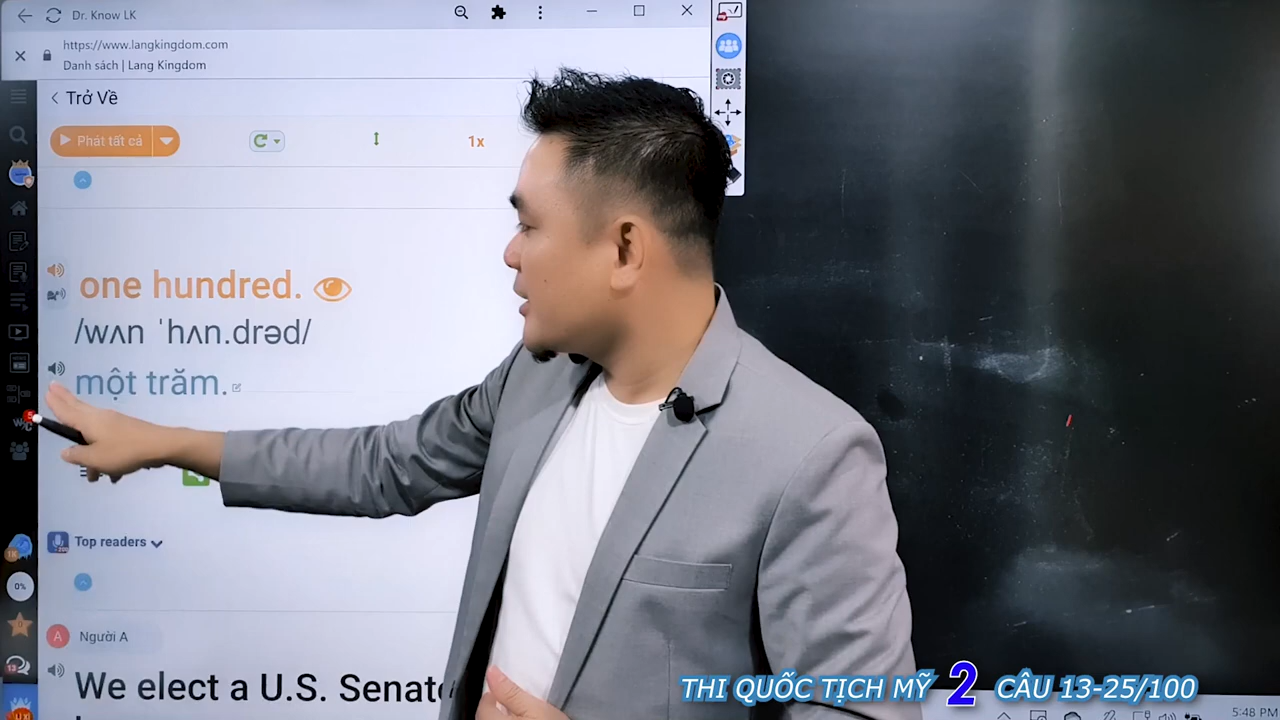 Dr. Know LK
https://www.langkingdom.com
Danh sách | Lang Kingdom
Trở Về
Phát tất cả
1x
one hundred.
/wʌn ˈhʌn.drəd/
một trăm.
Top readers
0%
A Người A
We elect a U.S. Senato
THI QUỐC TỊCH MỸ 2 CÂU 13-25/100
5:48 PM